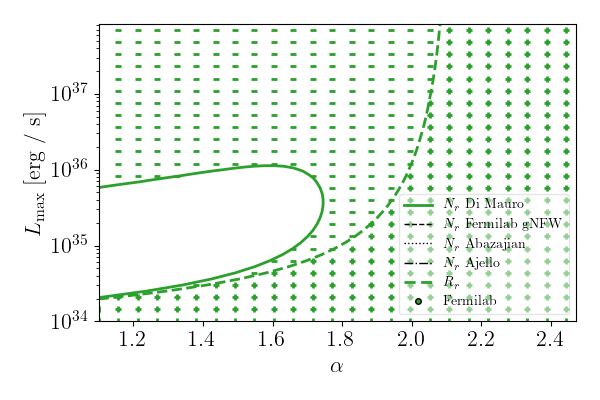 10^37
10^36
10^35
10^34
L_max [erg / s]
N_r Di Mauro
N_r Fermilab gNFW
N_r Abazajian
N_r Ajello
R_r
Fermilab
1.2 1.4 1.6 1.8 2.0 2.2 2.4
α